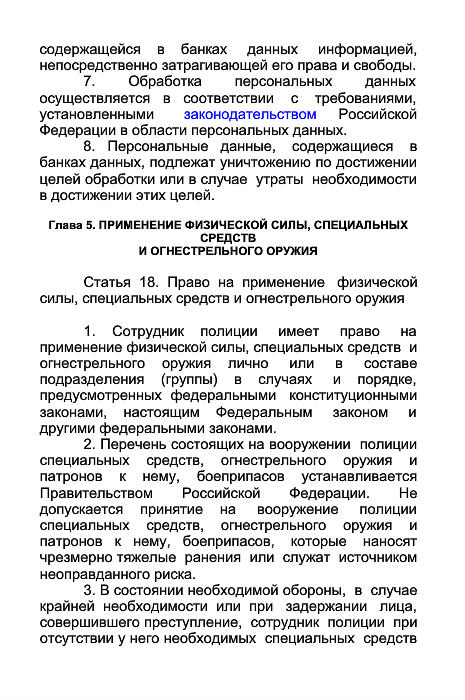 содержащейся в банках данных информацией,
непосредственно затрагивающей его права и свободы.
7. Обработка персональных данных
осуществляется в соответствии с требованиями,
установленными законодательством Российской
Федерации в области персональных данных.
8. Персональные данные, содержащиеся в
банках данных, подлежат уничтожению по достижении
целей обработки или в случае утраты необходимости
в достижении этих целей.
Глава 5. ПРИМЕНЕНИЕ ФИЗИЧЕСКОЙ СИЛЫ, СПЕЦИАЛЬНЫХ
СРЕДСТВ
И ОГНЕСТРЕЛЬНОГО ОРУЖИЯ
Статья 18. Право на применение физической
силы, специальных средств и огнестрельного оружия
1. Сотрудник полиции имеет право на
применение физической силы, специальных средств и
огнестрельного оружия лично или в составе
подразделения (группы) в случаях и порядке,
предусмотренных федеральными конституционными
законами, настоящим Федеральным законом и
другими федеральными законами.
2. Перечень состоящих на вооружении полиции
специальных средств, огнестрельного оружия и
патронов к нему, боеприпасов устанавливается
Правительством Российской Федерации. Не
допускается принятие на вооружение полиции
специальных средств, огнестрельного оружия и
патронов к нему, боеприпасов, которые наносят
чрезмерно тяжелые ранения или служат источником
неоправданного риска.
3. В состоянии необходимой обороны, в случае
крайней необходимости или при задержании лица,
совершившего преступление, сотрудник полиции при
отсутствии у него необходимых специальных средств